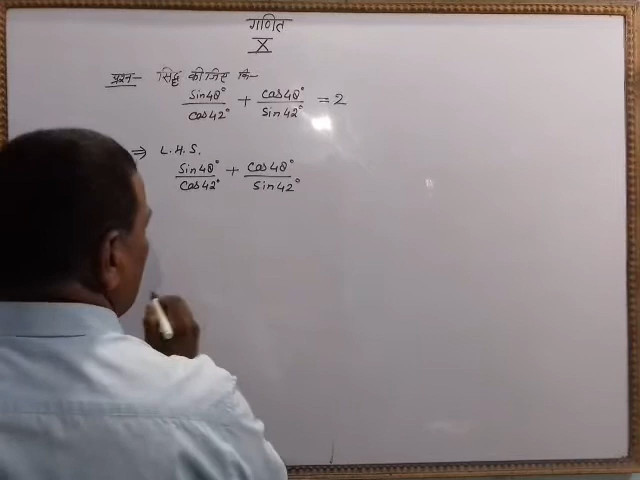 गणित
X
प्रश्न- सिद्ध कीजिए कि-
sin48°/cos42° + cos48°/sin42° = 2
⇒ L.H.S.
sin48°/cos42° + cos48°/sin42°